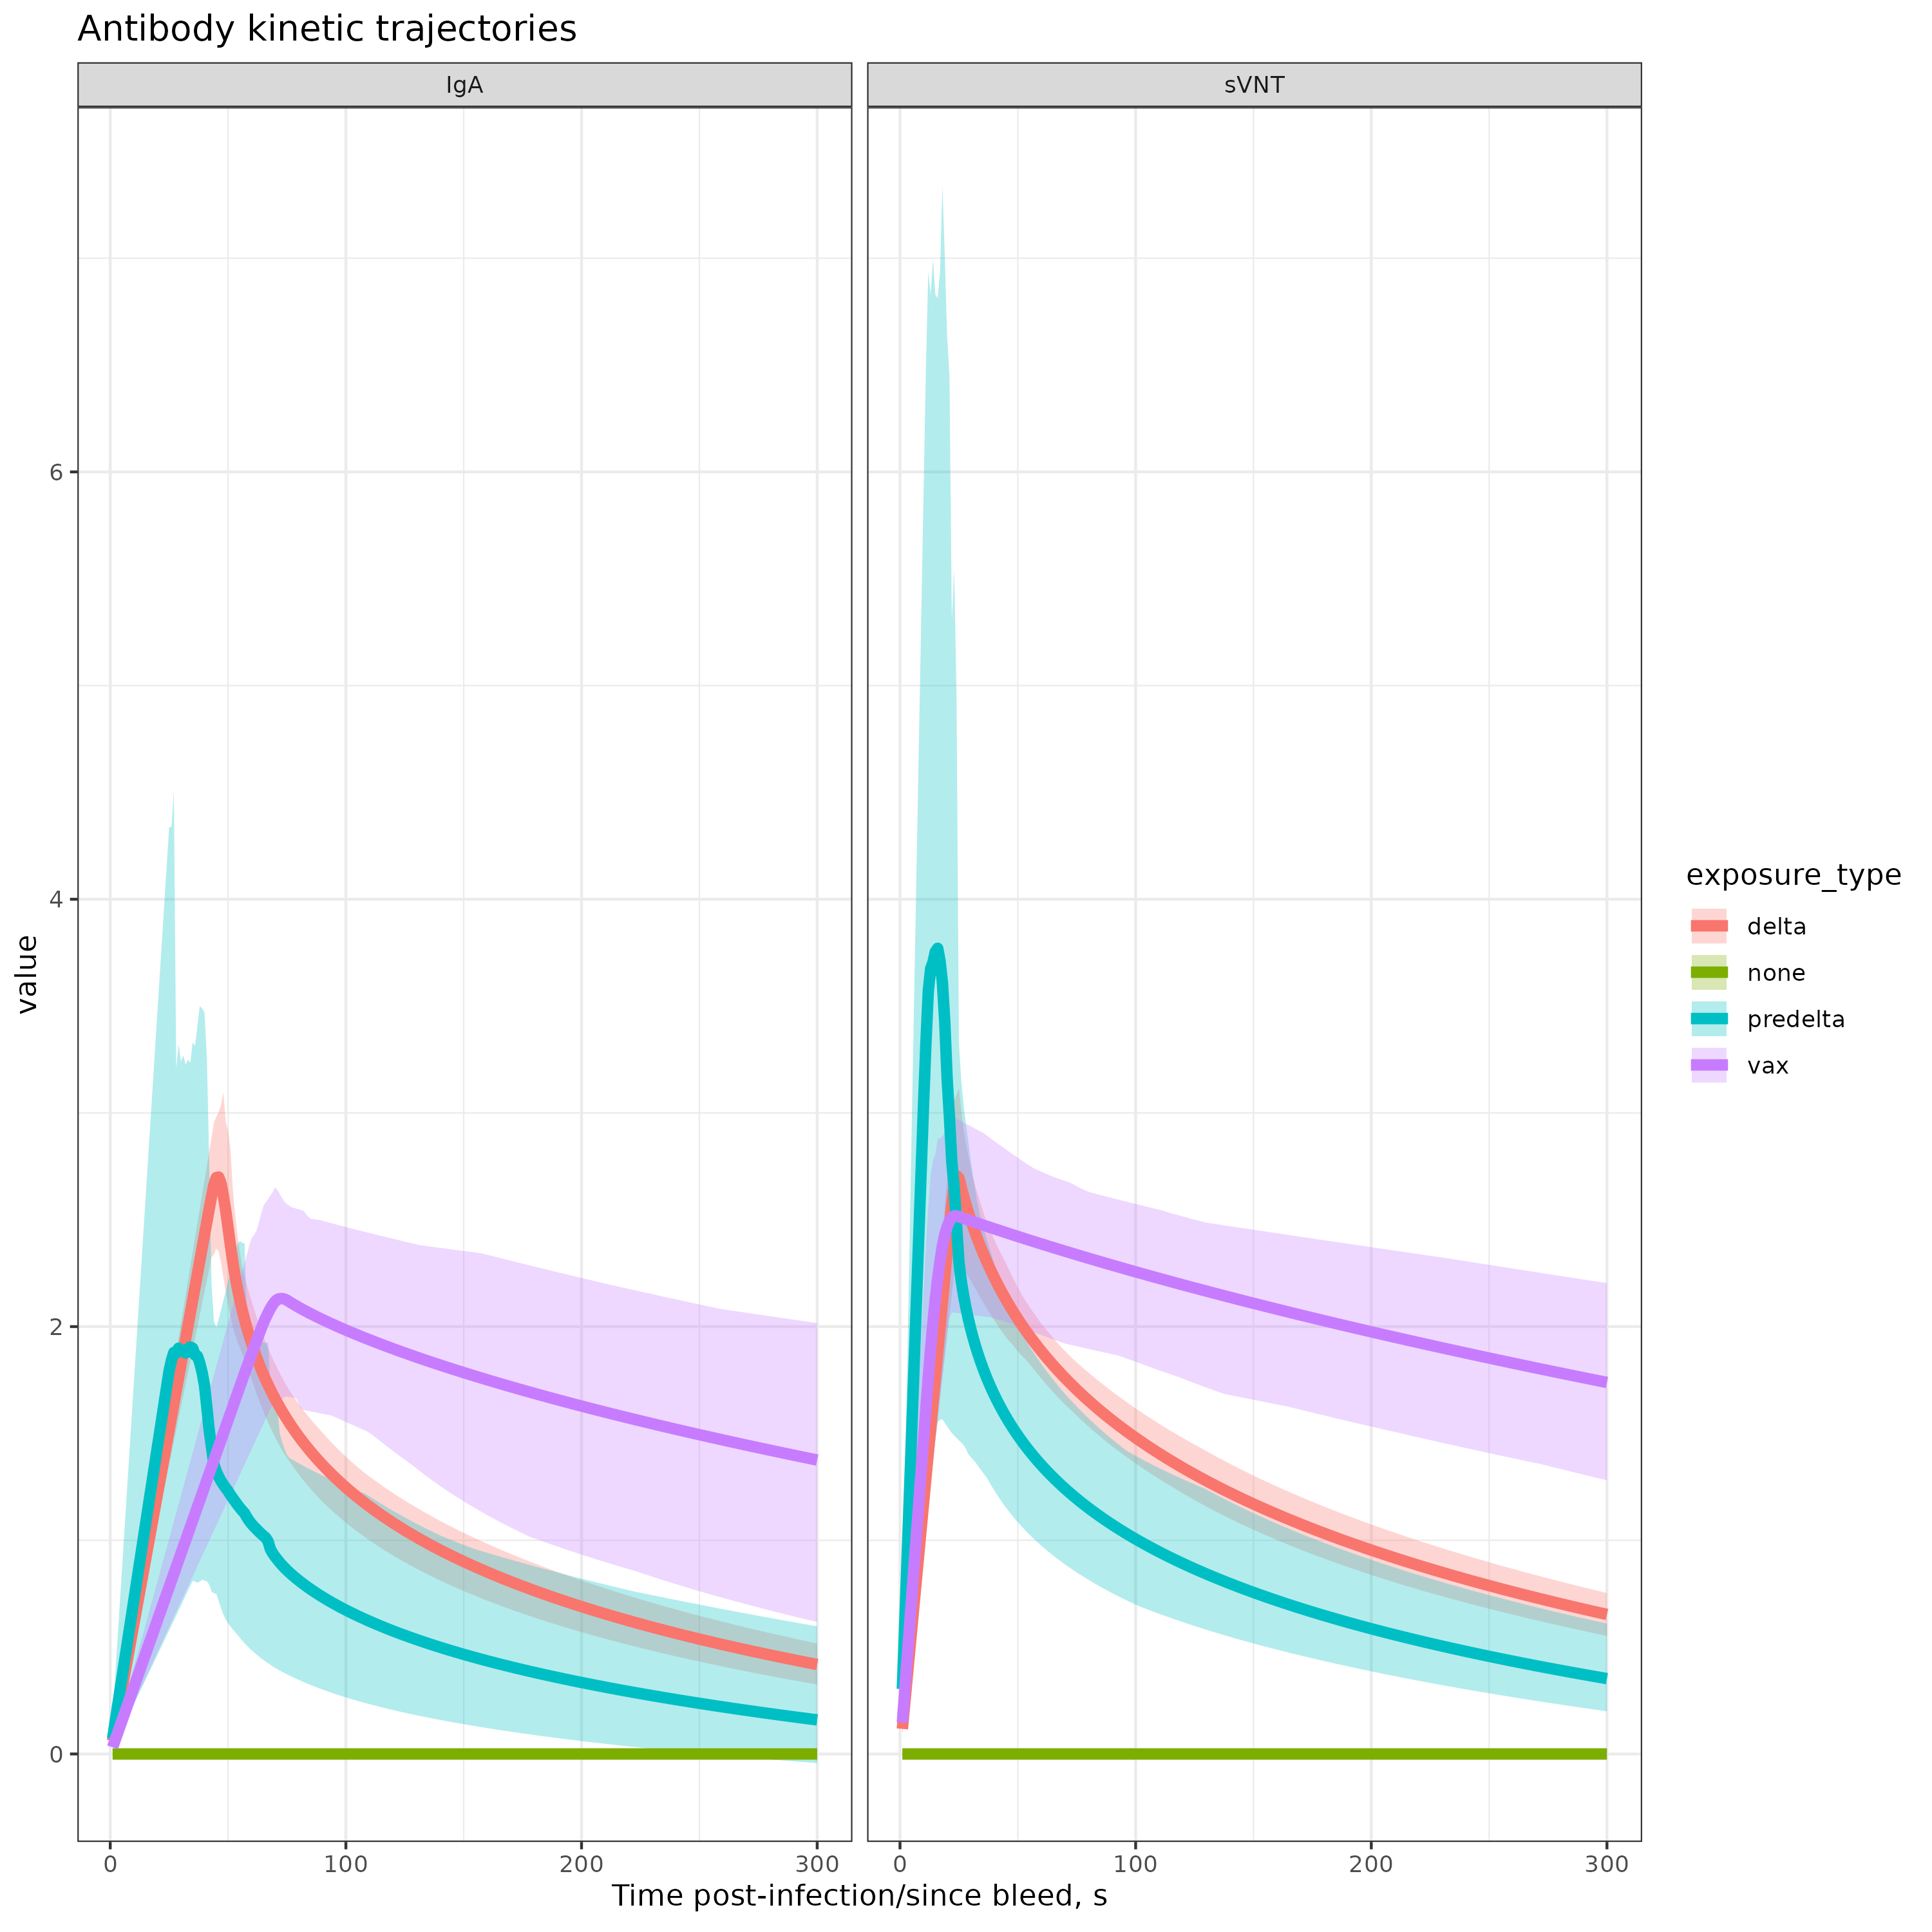 Antibody kinetic trajectories
IgA
sVNT
value
6
4
2
0
0
100
200
300
0
100
200
300
Time post-infection/since bleed, s
exposure_type
delta
none
predelta
vax